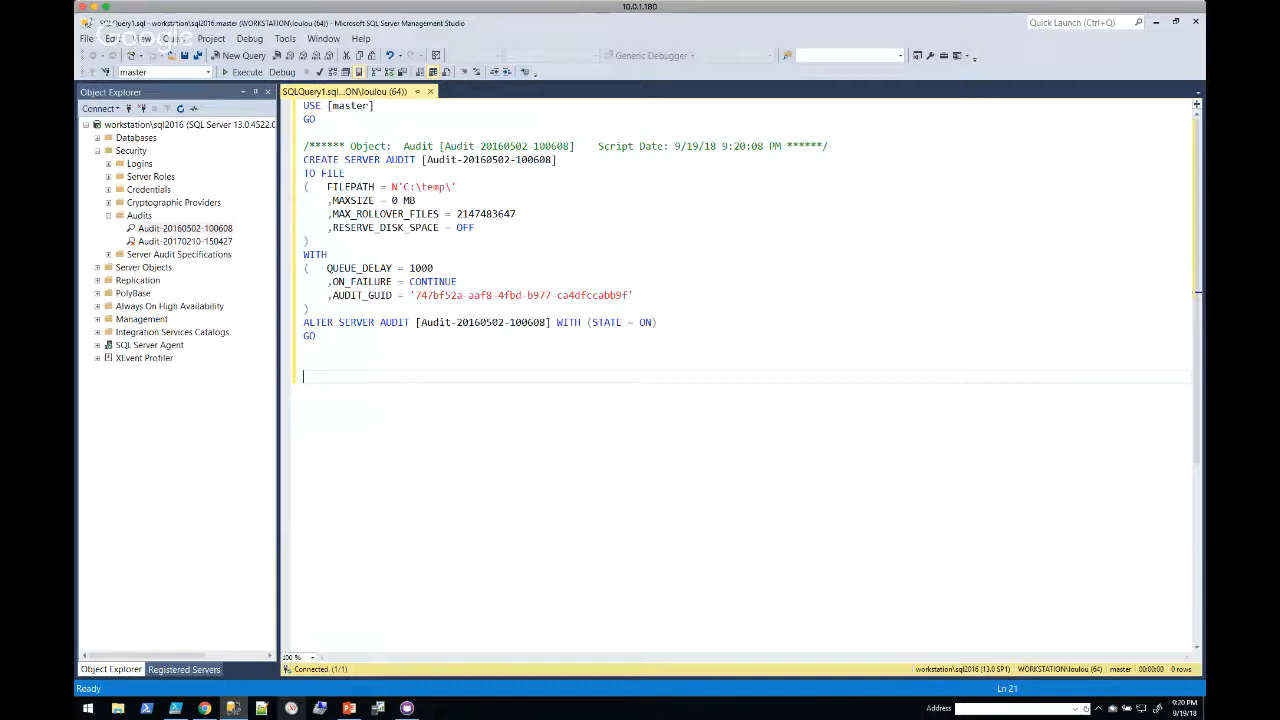 10.0.1.180
SQLQuery1.sql - workstation\sql2016.master (WORKSTATION\loulou (64)) - Microsoft SQL Server Management Studio
Quick Launch (Ctrl+Q)
Google
File Edit View Query Project Debug Tools Window Help
New Query
Generic Debugger
master
Execute Debug
Object Explorer
SQLQuery1.sql...ON\loulou (64))
Connect
workstation\sql2016 (SQL Server 13.0.4522.0
Databases
Security
Logins
Server Roles
Credentials
Cryptographic Providers
Audits
Audit-20160502-100608
Audit-20170210-150427
Server Audit Specifications
Server Objects
Replication
PolyBase
Always On High Availability
Management
Integration Services Catalogs
SQL Server Agent
XEvent Profiler
USE [master]
GO
/****** Object:  Audit [Audit-20160502-100608]    Script Date: 9/19/18 9:20:08 PM ******/
CREATE SERVER AUDIT [Audit-20160502-100608]
TO FILE
(   FILEPATH = N'C:\temp\'
,MAXSIZE = 0 MB
,MAX_ROLLOVER_FILES = 2147483647
,RESERVE_DISK_SPACE = OFF
)
WITH
(   QUEUE_DELAY = 1000
,ON_FAILURE = CONTINUE
,AUDIT_GUID = '747bf52a-aaf8-4fbd-b977-ca4dfccabb9f'
)
ALTER SERVER AUDIT [Audit-20160502-100608] WITH (STATE = ON)
GO
100 %
Object Explorer Registered Servers
Connected. (1/1)
workstation\sql2016 (13.0 SP1) WORKSTATION\loulou (64) master 00:00:00 0 rows
Ready
Ln 21
Address
9:20 PM
9/19/18